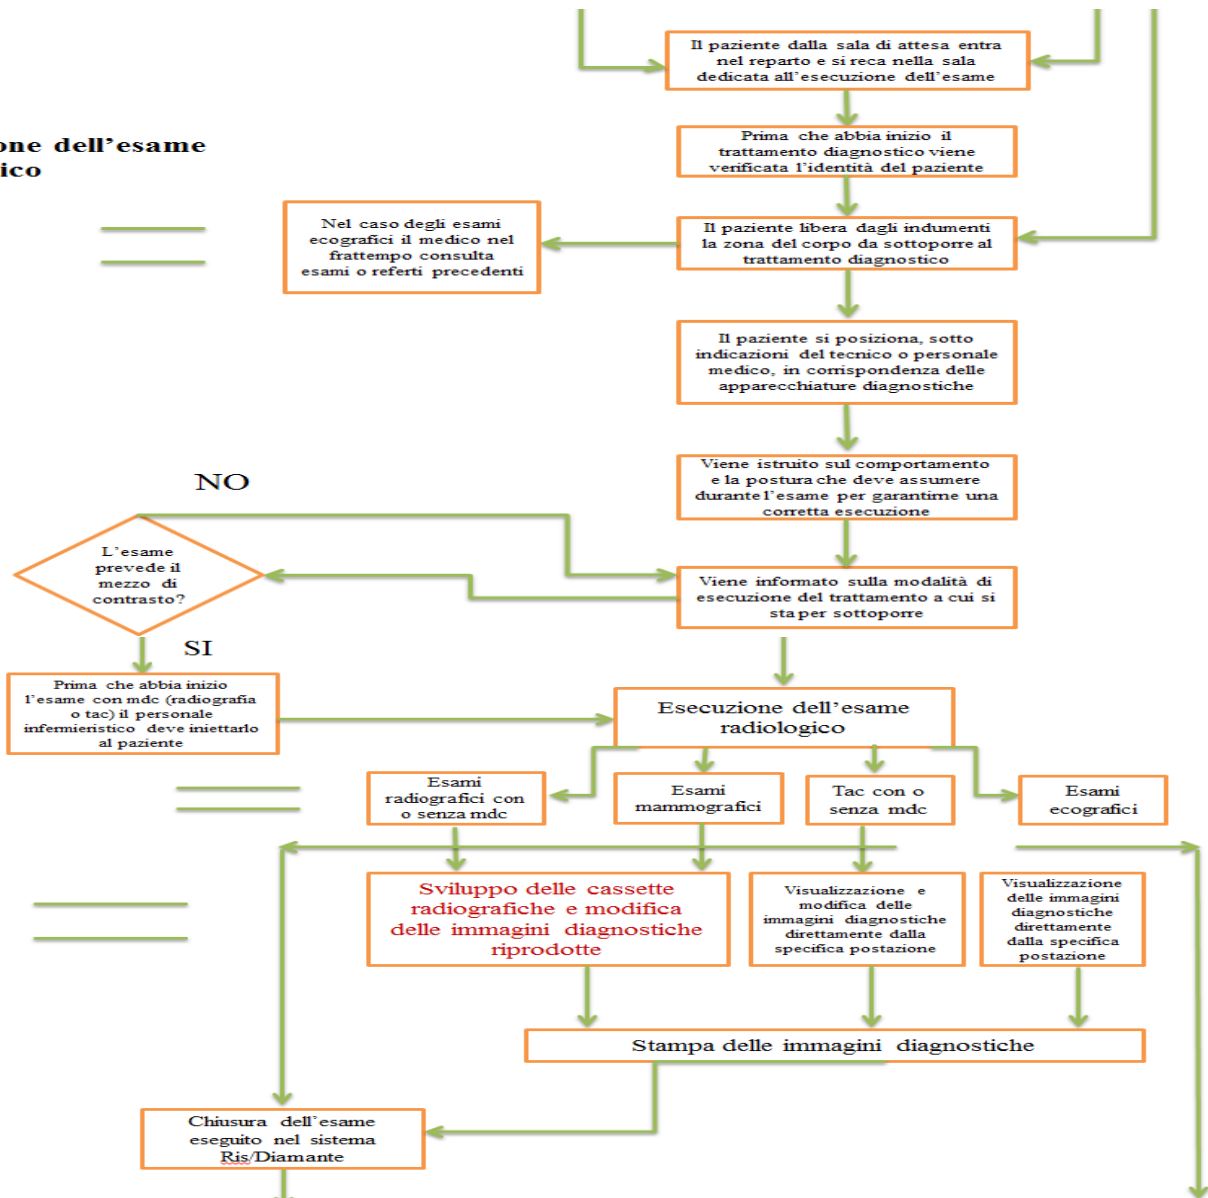 Il paziente dalla sala di attesa entra
nel reparto e si reca nella sala
dedicata all'esecuzione dell'esame
one dell'esame
ico
Prima che abbia inizio il
trattamento diagnostico viene
verificata l'identità del paziente
Nel caso degli esami
ecografici il medico nel
frattempo consulta
esami o referti precedenti
Il paziente libera dagli indumenti
la zona del corpo da sottoporre al
trattamento diagnostico
Il paziente si posiziona, sotto
indicazioni del tecnico o personale
medico, in corrispondenza delle
apparecchiature diagnostiche
Viene istruito sul comportamento
e la postura che deve assumere
durante l'esame per garantirne una
corretta esecuzione
NO
L'esame
prevede il
mezzo di
contrasto?
Viene informato sulla modalità di
esecuzione del trattamento a cui si
sta per sottoporre
SI
Prima che abbia inizio
l'esame con mdc (radiografia
o tac) il personale
infermieristico deve iniettarlo
al paziente
Esecuzione dell'esame
radiologico
Esami
radiografici con
o senza mdc
Esami
mammografici
Tac con o
senza mdc
Esami
ecografici
Sviluppo delle cassette
radiografiche e modifica
delle immagini diagnostiche
riprodotte
Visualizzazione e
modifica delle
immagini diagnostiche
direttamente dalla
specifica postazione
Visualizzazione
delle immagini
diagnostiche
direttamente
dalla specifica
postazione
Stampa delle immagini diagnostiche
Chiusura dell'esame
eseguito nel sistema
Ris/Diamante